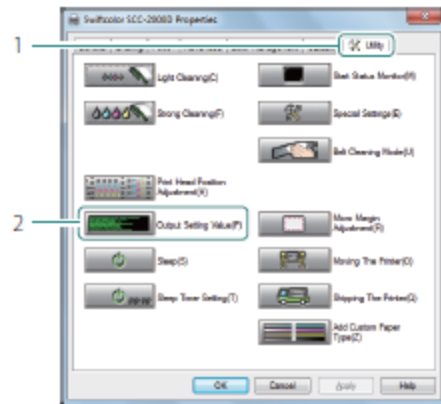 Swiftcolor SCC-2000D Properties
1
Utility
Light Cleaning(C)
Start Status Monitor(M)
Strong Cleaning(F)
Special Settings(E)
Belt Cleaning Mode(U)
Print Head Position
Adjustment(X)
2
Output Setting Value(P)
Micro Margin
Adjustment(R)
Sleep(S)
Moving The Printer(O)
Sleep Timer Setting(T)
Shipping The Printer(Q)
Add Custom Paper
Type(Z)
OK
Cancel
Apply
Help